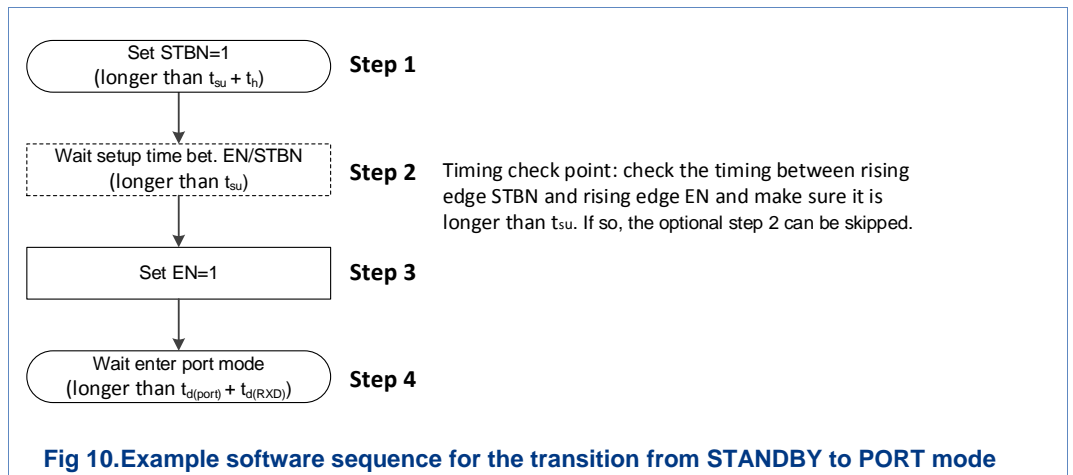 Set STBN=1
(longer than tsu + th)
Step 1
Wait setup time bet. EN/STBN
(longer than tsu)
Step 2
Timing check point: check the timing between rising
edge STBN and rising edge EN and make sure it is
longer than tsu. If so, the optional step 2 can be skipped.
Set EN=1
Step 3
Wait enter port mode
(longer than td(port) + td(RXD))
Step 4
Fig 10.Example software sequence for the transition from STANDBY to PORT mode